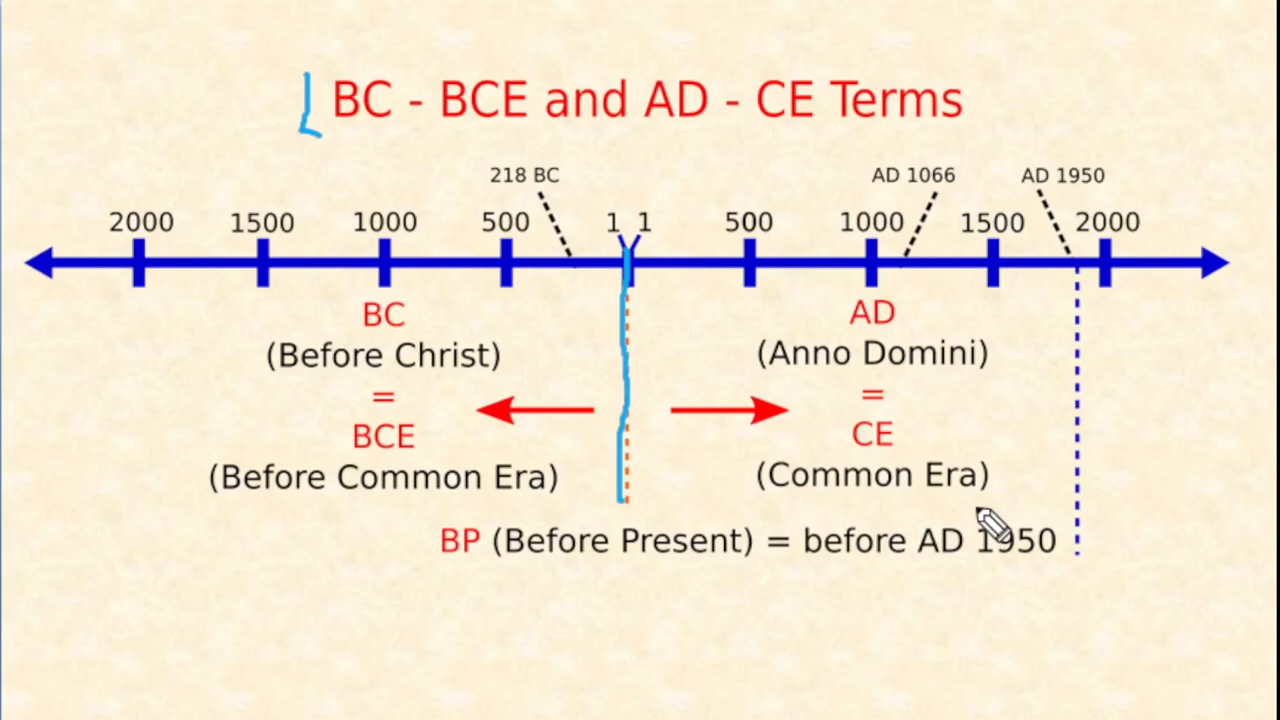 BC - BCE and AD - CE Terms
218 BC AD 1066 AD 1950
2000 1500 1000 500 1 1 500 1000 1500 2000
BC
(Before Christ)
=
BCE
(Before Common Era)
AD
(Anno Domini)
=
CE
(Common Era)
BP (Before Present) = before AD 1950